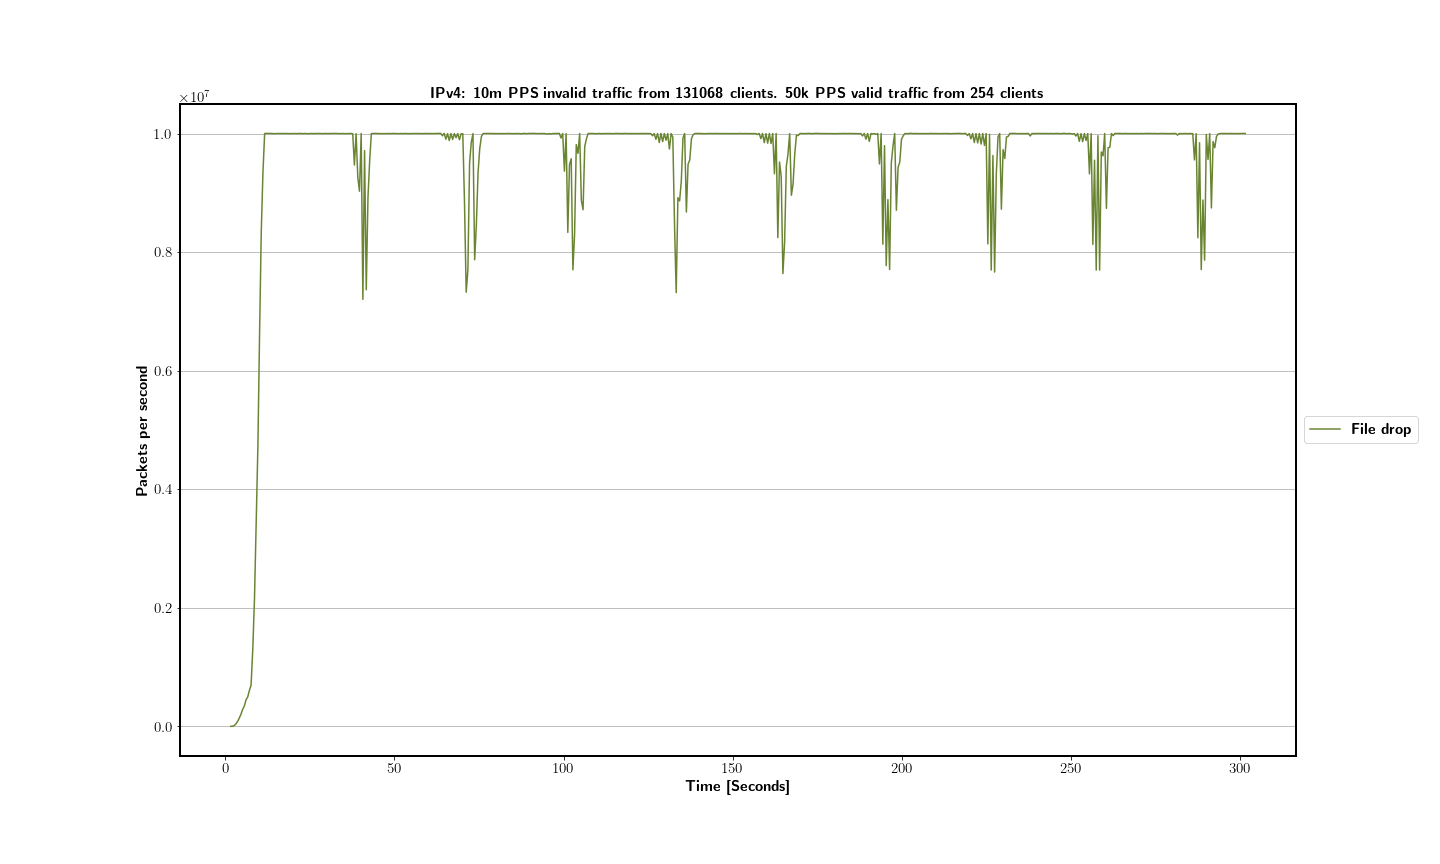 IPv4: 10m PPS invalid traffic from 131068 clients. 50k PPS valid traffic from 254 clients
×10⁷
1.0
0.8
0.6
0.4
0.2
0.0
Packets per second
0 50 100 150 200 250 300
Time [Seconds]
File drop